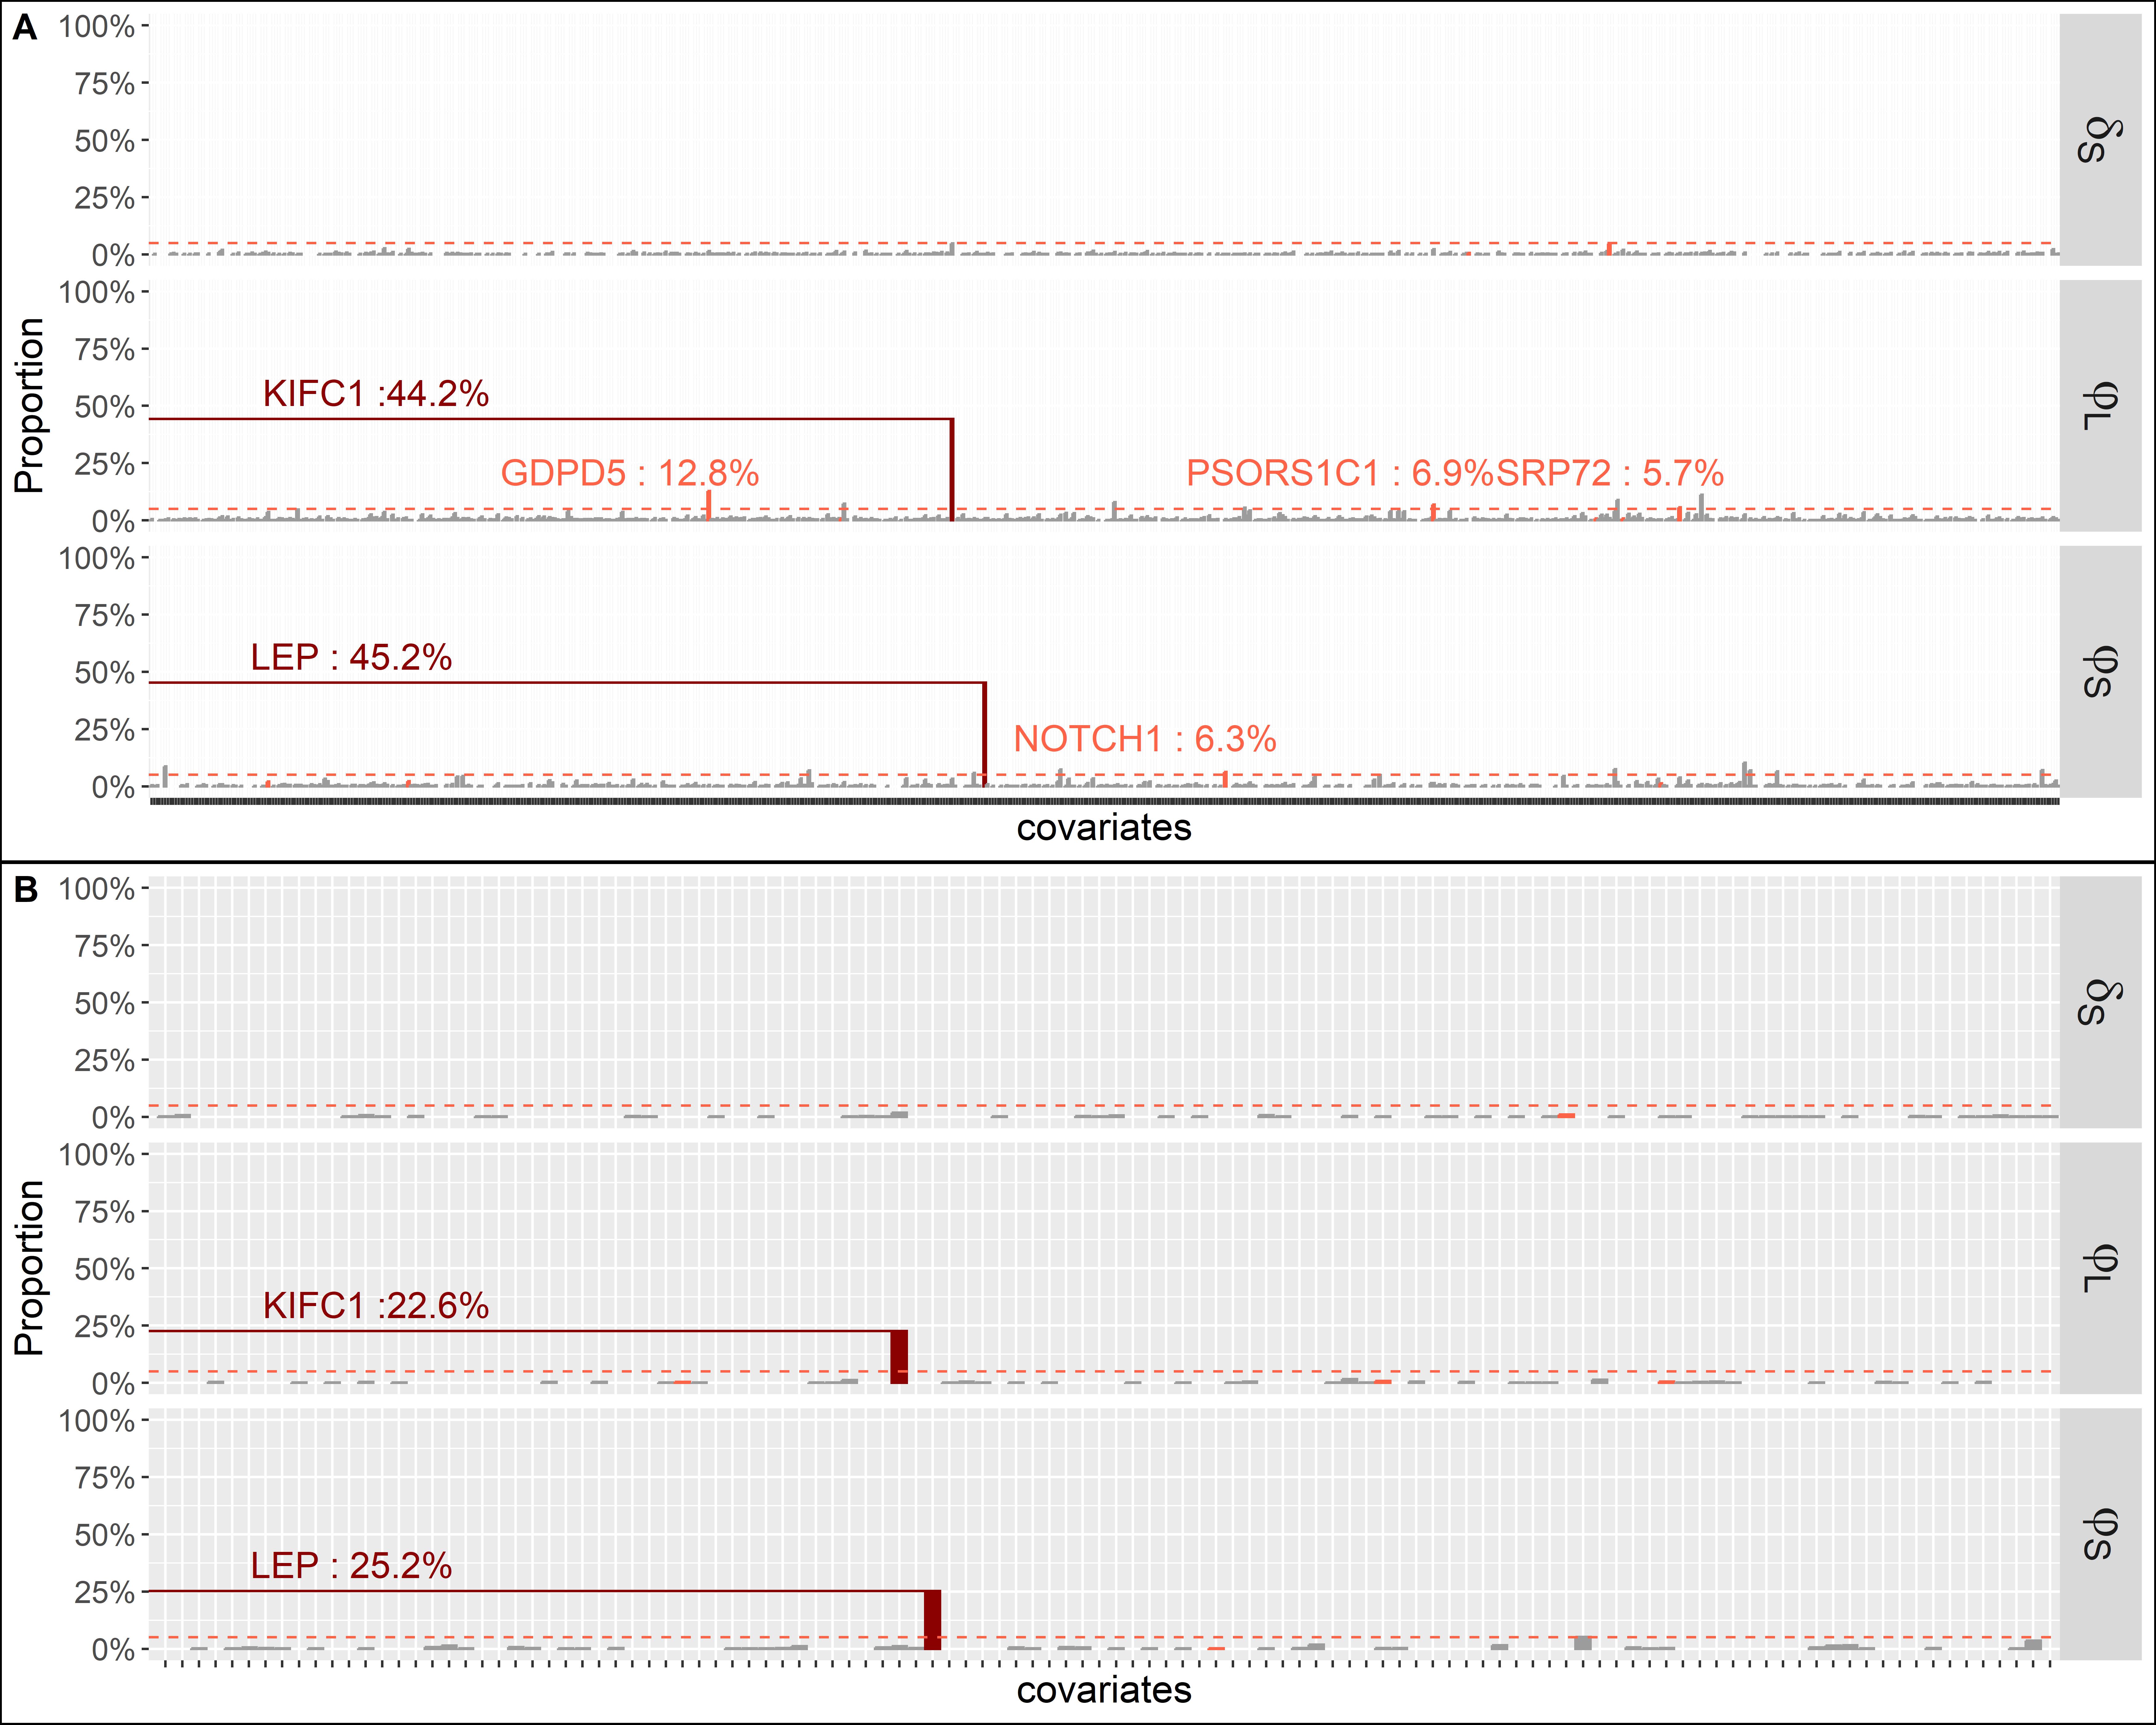 A
100%
75%
50%
25%
0%
δS
100%
75%
50%
25%
0%
KIFC1 :44.2%
GDPD5 : 12.8%
PSORS1C1 : 6.9%
SRP72 : 5.7%
φL
Proportion
100%
75%
50%
25%
0%
LEP : 45.2%
NOTCH1 : 6.3%
φS
covariates
B
100%
75%
50%
25%
0%
δS
100%
75%
50%
25%
0%
KIFC1 :22.6%
φL
Proportion
100%
75%
50%
25%
0%
LEP : 25.2%
φS
covariates